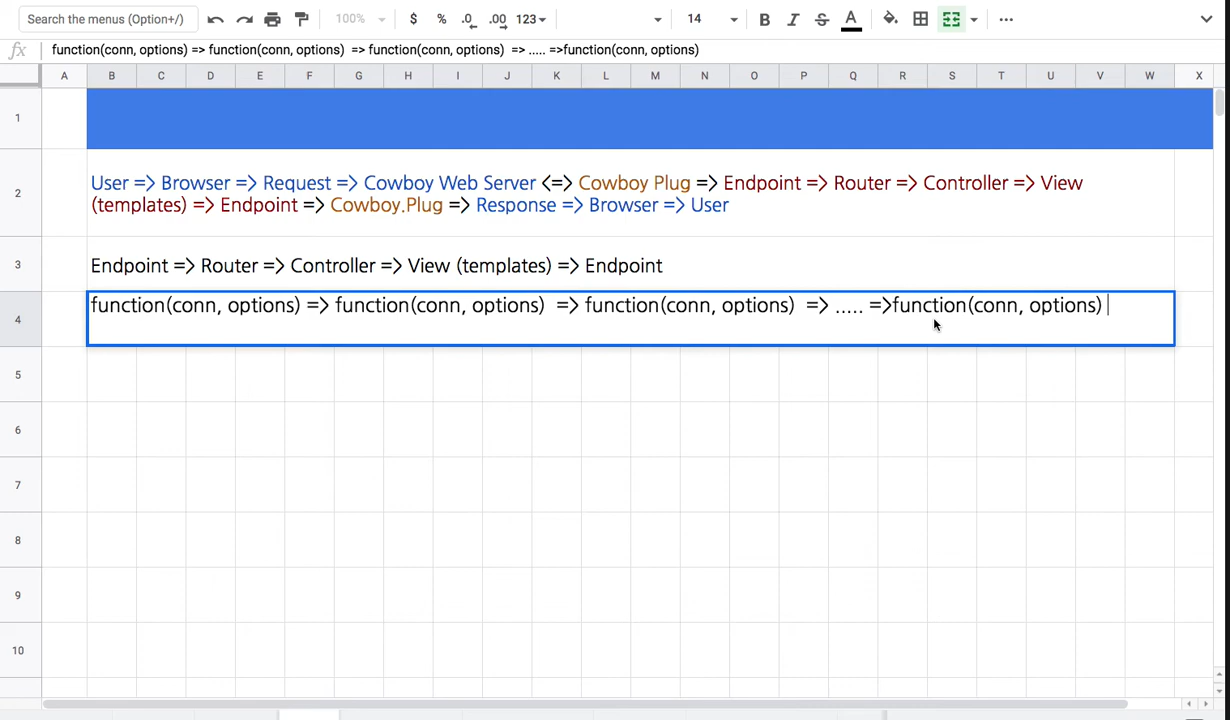 Search the menus (Option+/) 100% $ % .0 .00 123 14 B I S A
fx function(conn, options) => function(conn, options)  => function(conn, options)  => ..... =>function(conn, options)
A B C D E F G H I J K L M N O P Q R S T U V W X
1
2 User => Browser => Request => Cowboy Web Server <=> Cowboy Plug => Endpoint => Router => Controller => View
(templates) => Endpoint => Cowboy.Plug => Response => Browser => User
3 Endpoint => Router => Controller => View (templates) => Endpoint
4 function(conn, options) => function(conn, options)  => function(conn, options)  => ..... =>function(conn, options)
5
6
7
8
9
10